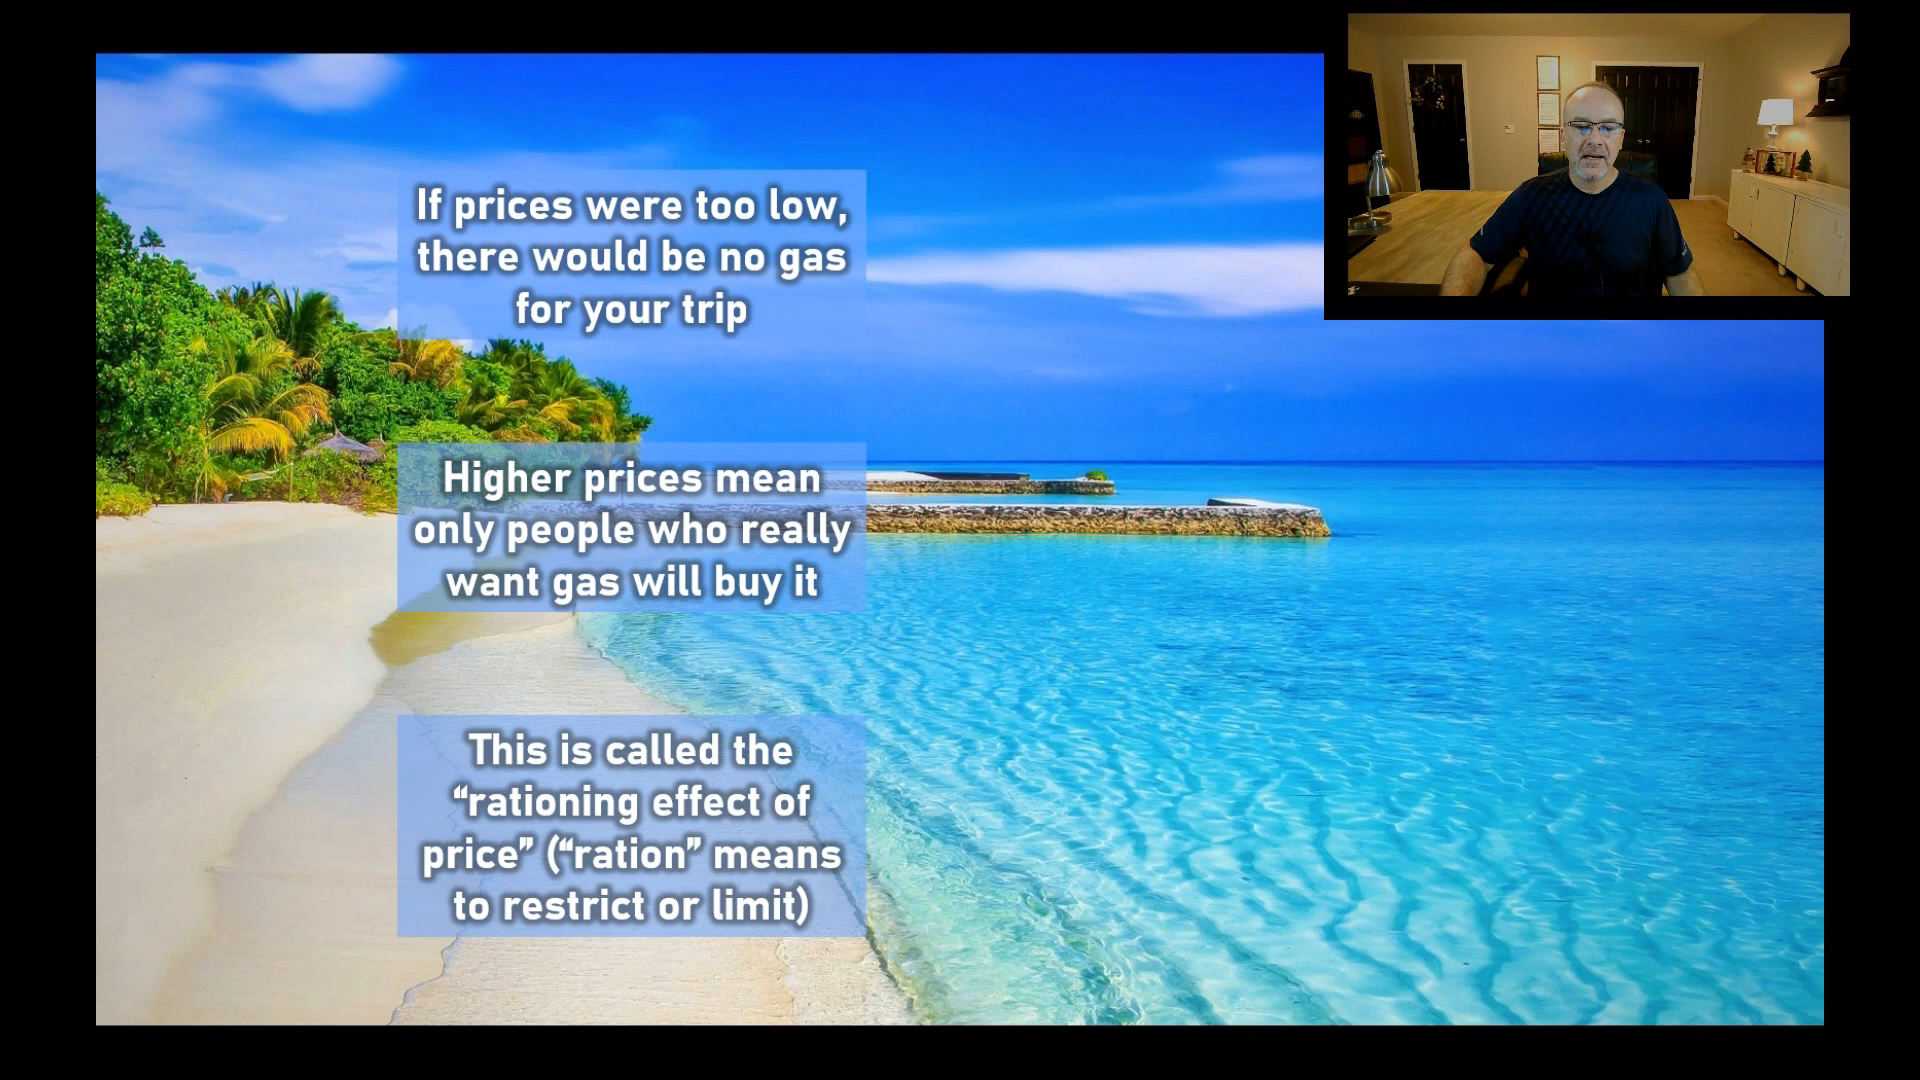 If prices were too low,
there would be no gas
for your trip
Higher prices mean
only people who really
want gas will buy it
This is called the
“rationing effect of
price” (“ration” means
to restrict or limit)